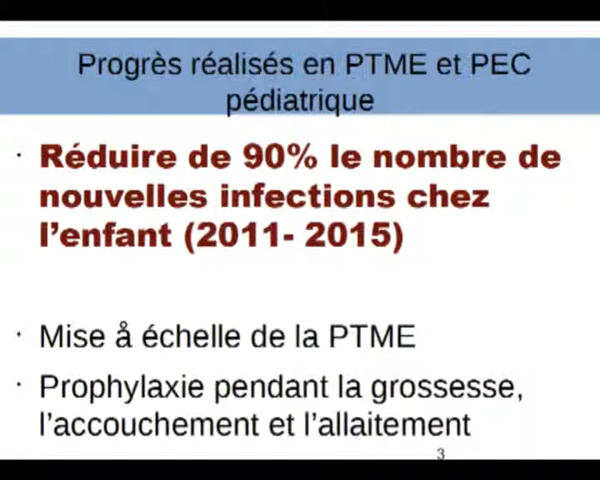 Progrès réalisés en PTME et PEC
pédiatrique
· Réduire de 90% le nombre de
nouvelles infections chez
l’enfant (2011- 2015)
· Mise å échelle de la PTME
· Prophylaxie pendant la grossesse,
l’accouchement et l’allaitement
3